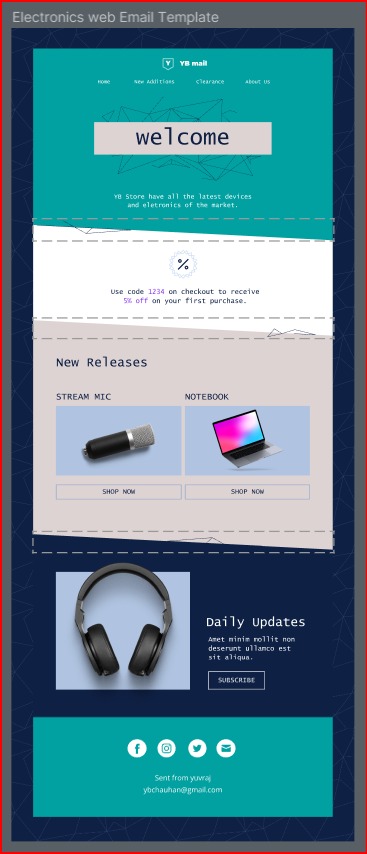 Electronics web Email Template
Y YB mail
Home New Additions Clearance About Us
welcome
YB Store have all the latest devices
and eletronics of the market.
%
Use code 1234 on checkout to receive
5% off on your first purchase.
New Releases
STREAM MIC NOTEBOOK
SHOP NOW SHOP NOW
Daily Updates
Amet minim mollit non
deserunt ullamco est
sit aliqua.
SUBSCRIBE
Sent from yuvraj
ybchauhan@gmail.com